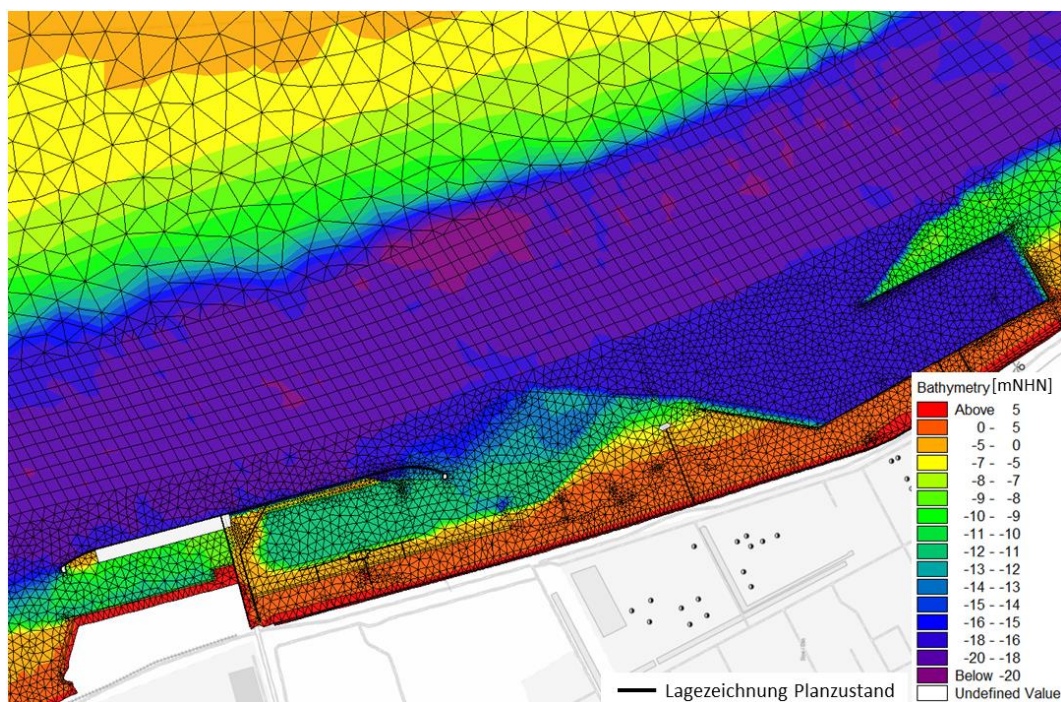 Bathymetry [mNHN]
Above 5
0 - 5
-5 - 0
-7 - -5
-8 - -7
-9 - -8
-10 - -9
-11 - -10
-12 - -11
-13 - -12
-14 - -13
-15 - -14
-16 - -15
-18 - -16
-20 - -18
Below -20
Undefined Value
Lagezeichnung Planzustand